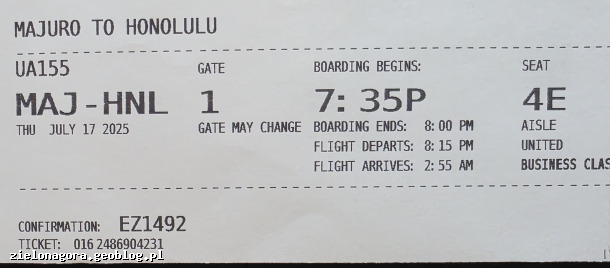 MAJURO TO HONOLULU
UA155 GATE BOARDING BEGINS: SEAT
MAJ-HNL 1 7:35P 4E
THU JULY 17 2025 GATE MAY CHANGE BOARDING ENDS: 8:00 PM AISLE
FLIGHT DEPARTS: 8:15 PM UNITED
FLIGHT ARRIVES: 2:55 AM BUSINESS CLAS
CONFIRMATION: EZ1492
TICKET: 016 2486904231
zielonagora.geoblog.pl